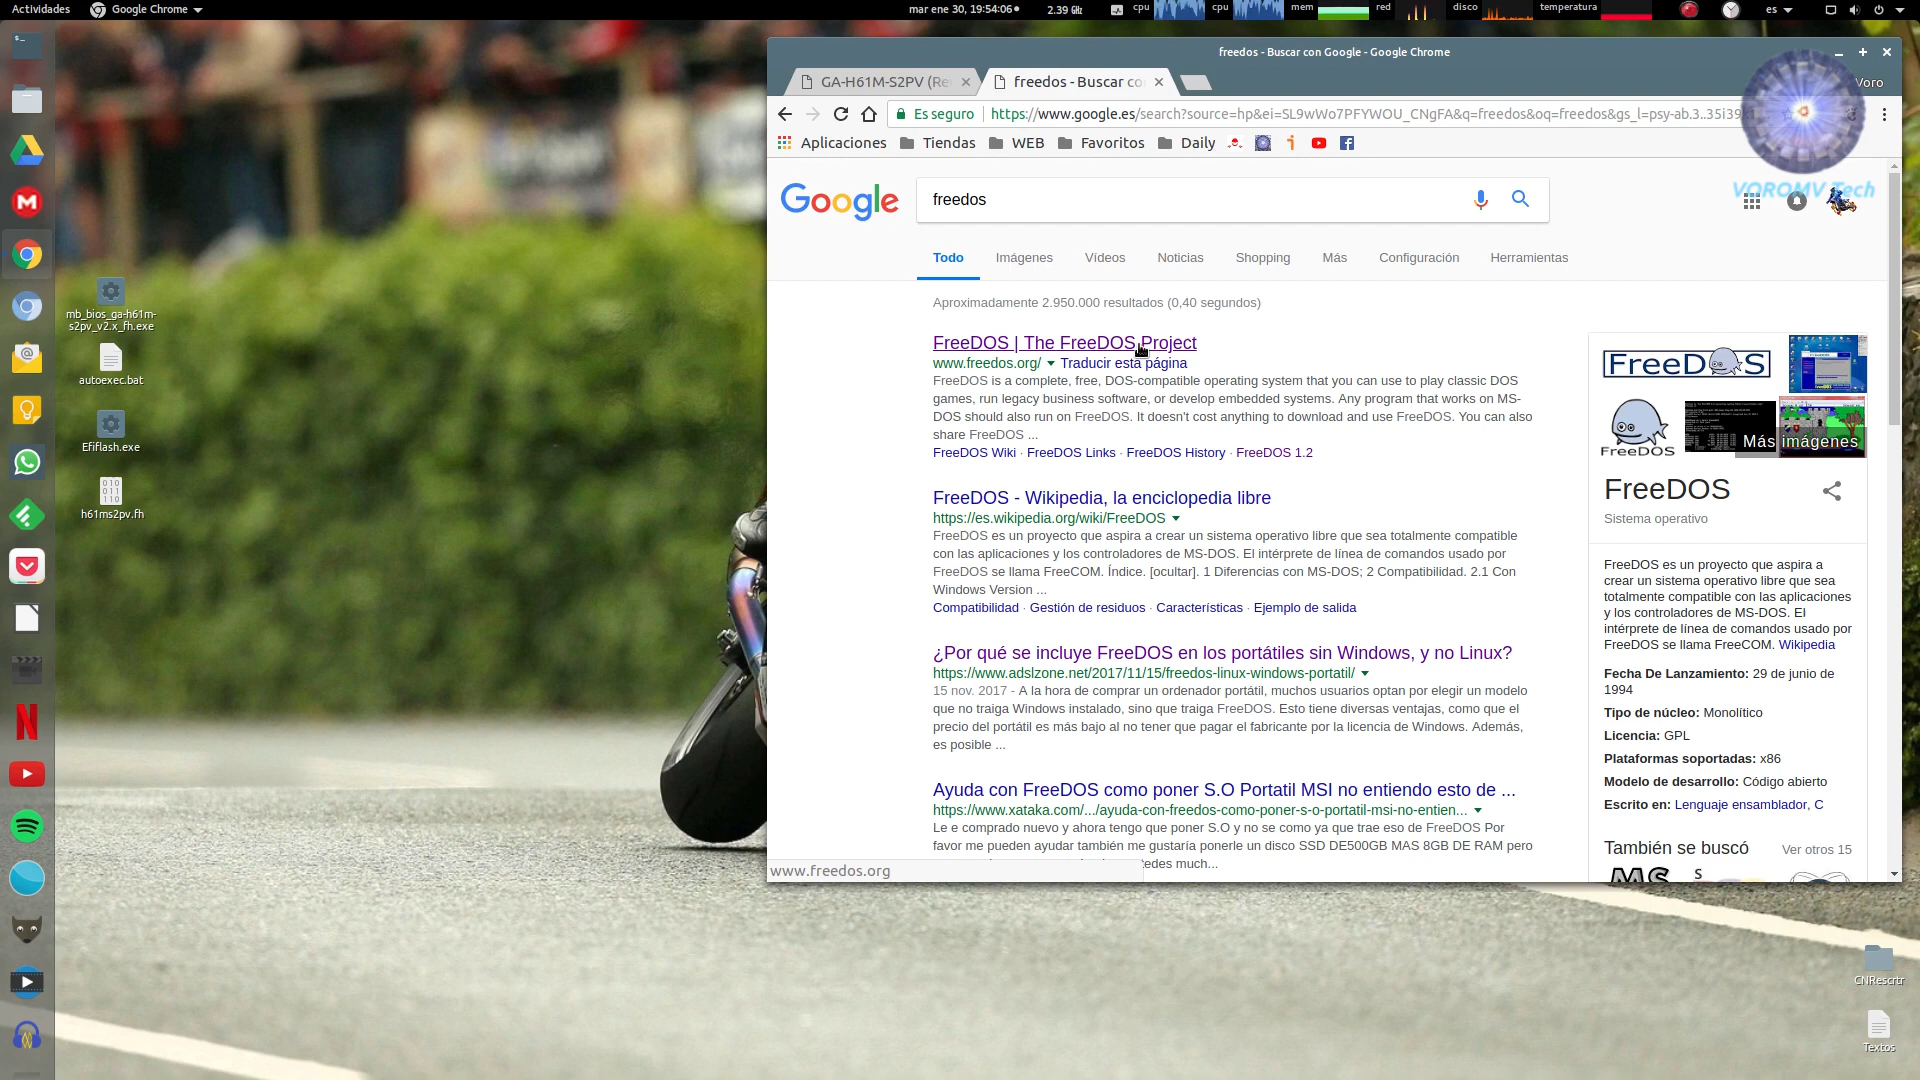 Actividades
Google Chrome
mar ene 30, 19:54:06
2.39 GHz
cpu
cpu
mem
red
disco
temperatura
es
freedos - Buscar con Google - Google Chrome
GA-H61M-S2PV (Re
freedos - Buscar co
Voro
Es seguro
https://www.google.es/search?source=hp&ei=SL9wWo7PFYWOU_CNgFA&q=freedos&oq=freedos&gs_l=psy-ab.3..35i39
Aplicaciones
Tiendas
WEB
Favoritos
Daily
VOROMV Tech
Google
freedos
Todo
Imágenes
Vídeos
Noticias
Shopping
Más
Configuración
Herramientas
Aproximadamente 2.950.000 resultados (0,40 segundos)
FreeDOS | The FreeDOS Project
www.freedos.org/ Traducir esta página
FreeDOS is a complete, free, DOS-compatible operating system that you can use to play classic DOS
games, run legacy business software, or develop embedded systems. Any program that works on MS-
DOS should also run on FreeDOS. It doesn't cost anything to download and use FreeDOS. You can also
share FreeDOS ...
FreeDOS Wiki · FreeDOS Links · FreeDOS History · FreeDOS 1.2
FreeDOS - Wikipedia, la enciclopedia libre
https://es.wikipedia.org/wiki/FreeDOS
FreeDOS es un proyecto que aspira a crear un sistema operativo libre que sea totalmente compatible
con las aplicaciones y los controladores de MS-DOS. El intérprete de línea de comandos usado por
FreeDOS se llama FreeCOM. Índice. [ocultar]. 1 Diferencias con MS-DOS; 2 Compatibilidad. 2.1 Con
Windows Version ...
Compatibilidad · Gestión de residuos · Características · Ejemplo de salida
¿Por qué se incluye FreeDOS en los portátiles sin Windows, y no Linux?
https://www.adslzone.net/2017/11/15/freedos-linux-windows-portatil/
15 nov. 2017 - A la hora de comprar un ordenador portátil, muchos usuarios optan por elegir un modelo
que no traiga Windows instalado, sino que traiga FreeDOS. Esto tiene diversas ventajas, como que el
precio del portátil es más bajo al no tener que pagar el fabricante por la licencia de Windows. Además,
es posible ...
Ayuda con FreeDOS como poner S.O Portatil MSI no entiendo esto de ...
https://www.xataka.com/.../ayuda-con-freedos-como-poner-s-o-portatil-msi-no-entien...
Le e comprado nuevo y ahora tengo que poner S.O y no se como ya que trae eso de FreeDOS Por
favor me pueden ayudar también me gustaría ponerle un disco SSD DE500GB MAS 8GB DE RAM pero
tedes much...
www.freedos.org
FreeDOS
FreeDOS
Más imágenes
FreeDOS
Sistema operativo
FreeDOS es un proyecto que aspira a
crear un sistema operativo libre que sea
totalmente compatible con las aplicaciones
y los controladores de MS-DOS. El
intérprete de línea de comandos usado por
FreeDOS se llama FreeCOM. Wikipedia
Fecha De Lanzamiento: 29 de junio de
1994
Tipo de núcleo: Monolítico
Licencia: GPL
Plataformas soportadas: x86
Modelo de desarrollo: Código abierto
Escrito en: Lenguaje ensamblador, C
También se buscó
Ver otros 15
MS
S
mb_bios_ga-h61m-
s2pv_v2.x_fh.exe
autoexec.bat
Efiflash.exe
010
011
110
h61ms2pv.fh
CNRescrtr
Textos